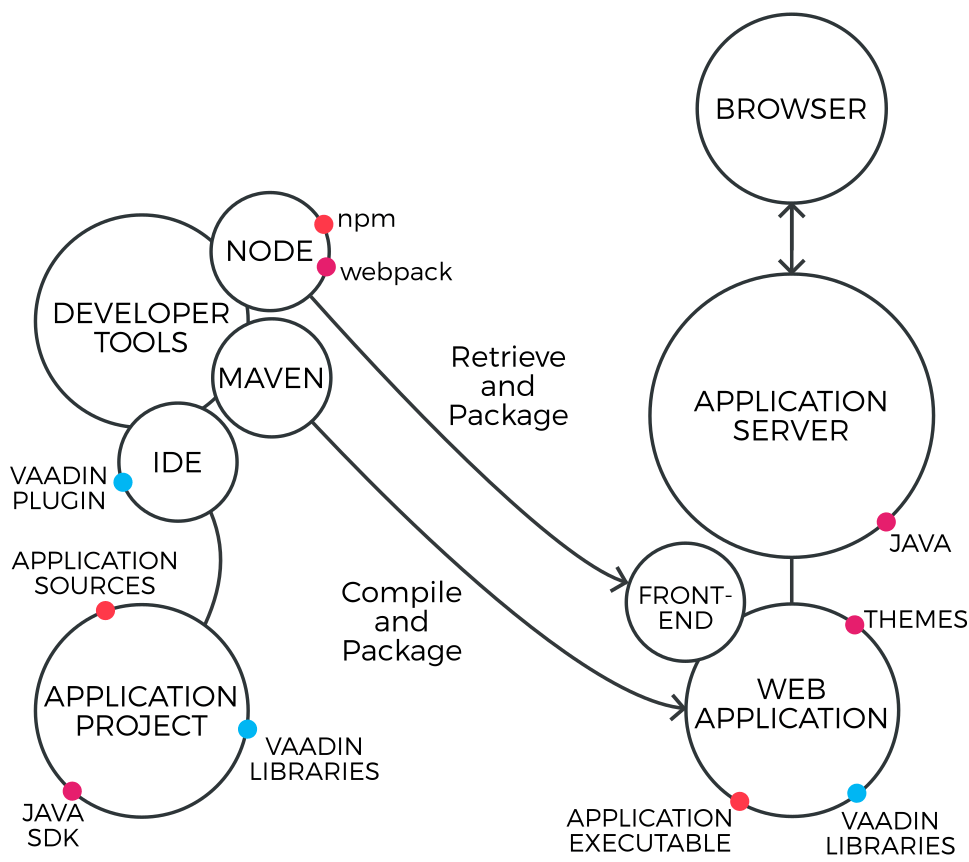 BROWSER
npm
NODE
webpack
DEVELOPER
TOOLS
MAVEN
Retrieve
and
Package
APPLICATION
SERVER
IDE
VAADIN
PLUGIN
JAVA
APPLICATION
SOURCES
Compile
and
Package
FRONT-
END
THEMES
APPLICATION
PROJECT
WEB
APPLICATION
VAADIN
LIBRARIES
JAVA
SDK
APPLICATION
EXECUTABLE
VAADIN
LIBRARIES